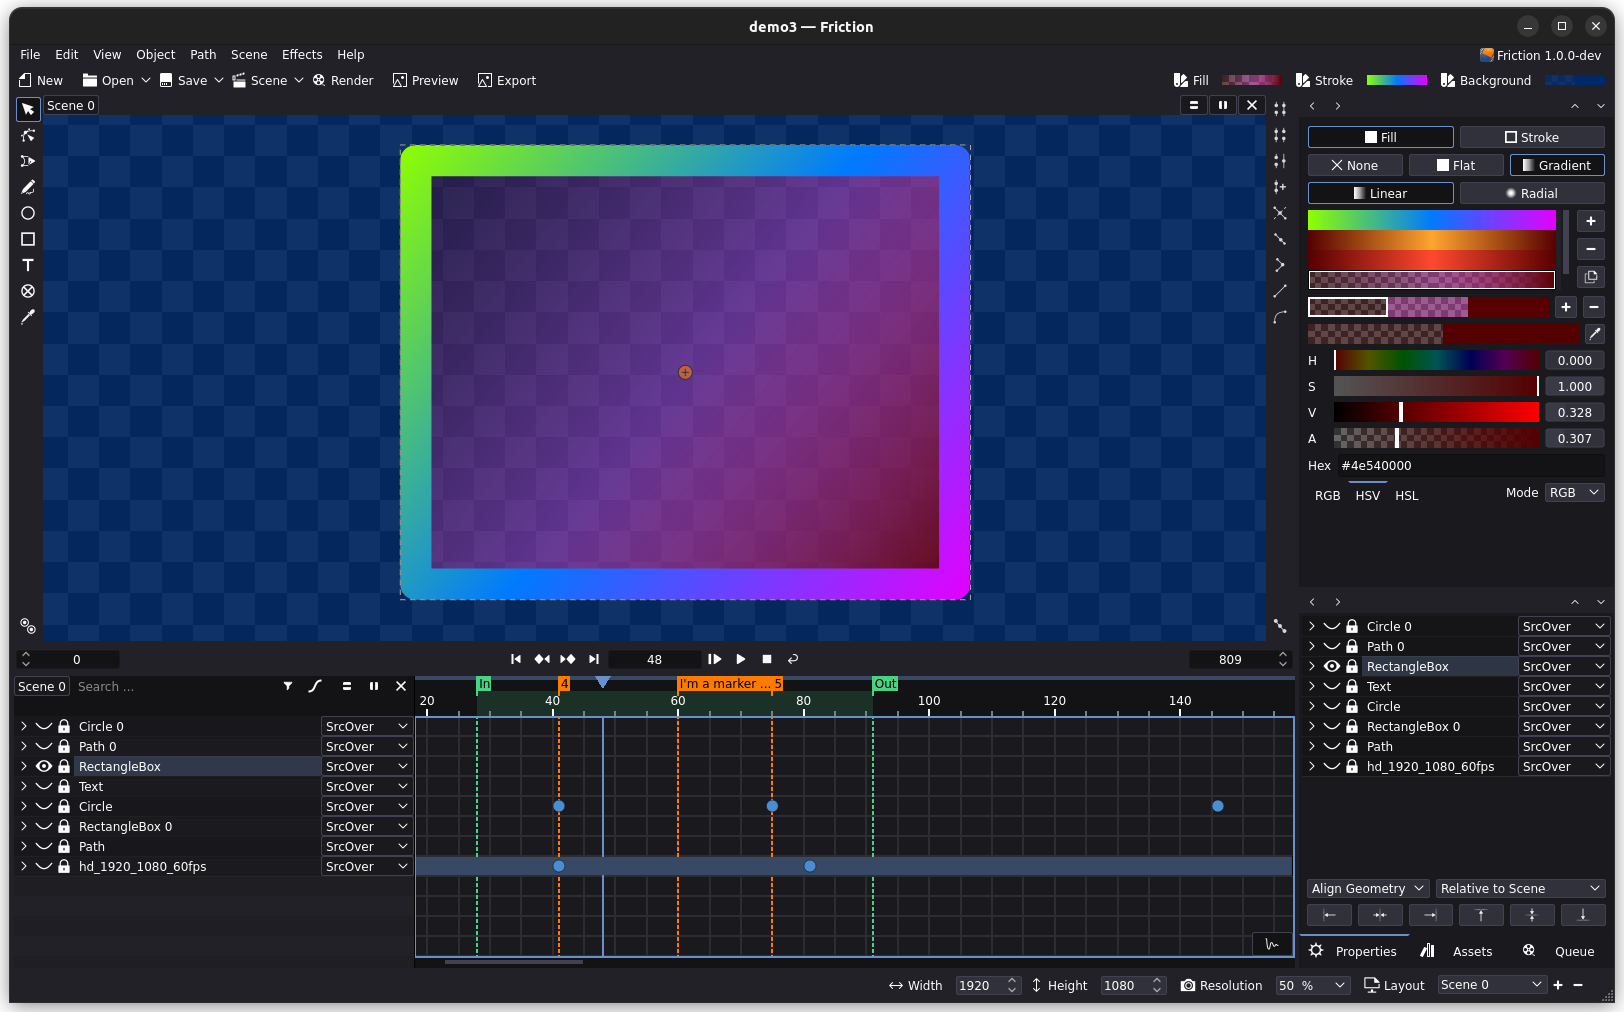 demo3 — Friction
File Edit View Object Path Scene Effects Help
Friction 1.0.0-dev
New Open Save Scene Render Preview Export
Fill Stroke Background
Scene 0
Fill Stroke
None Flat Gradient
Linear Radial
H 0.000
S 1.000
V 0.328
A 0.307
Hex #4e540000
RGB HSV HSL Mode RGB
0 48 809
Scene 0 Search ...
In 4 I'm a marker ... 5 Out
20 40 60 80 100 120 140
Circle 0 SrcOver
Path 0 SrcOver
RectangleBox SrcOver
Text SrcOver
Circle SrcOver
RectangleBox 0 SrcOver
Path SrcOver
hd_1920_1080_60fps SrcOver
Circle 0 SrcOver
Path 0 SrcOver
RectangleBox SrcOver
Text SrcOver
Circle SrcOver
RectangleBox 0 SrcOver
Path SrcOver
hd_1920_1080_60fps SrcOver
Align Geometry Relative to Scene
Properties Assets Queue
Width 1920 Height 1080 Resolution 50 % Layout Scene 0